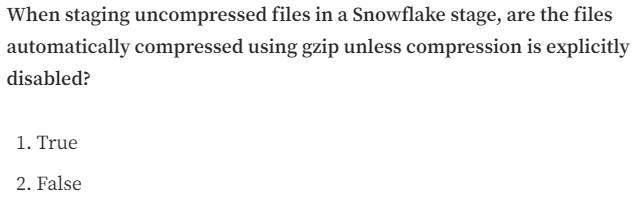 When staging uncompressed files in a Snowflake stage, are the files
automatically compressed using gzip unless compression is explicitly
disabled?
1. True
2. False